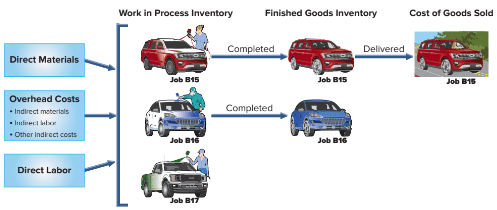 Work in Process Inventory
Finished Goods Inventory
Cost of Goods Sold
Direct Materials
Completed
Delivered
Job B15
Job B15
Job B15
Overhead Costs
• Indirect materials
• Indirect labor
• Other indirect costs
Completed
Job B16
Job B16
Direct Labor
Job B17